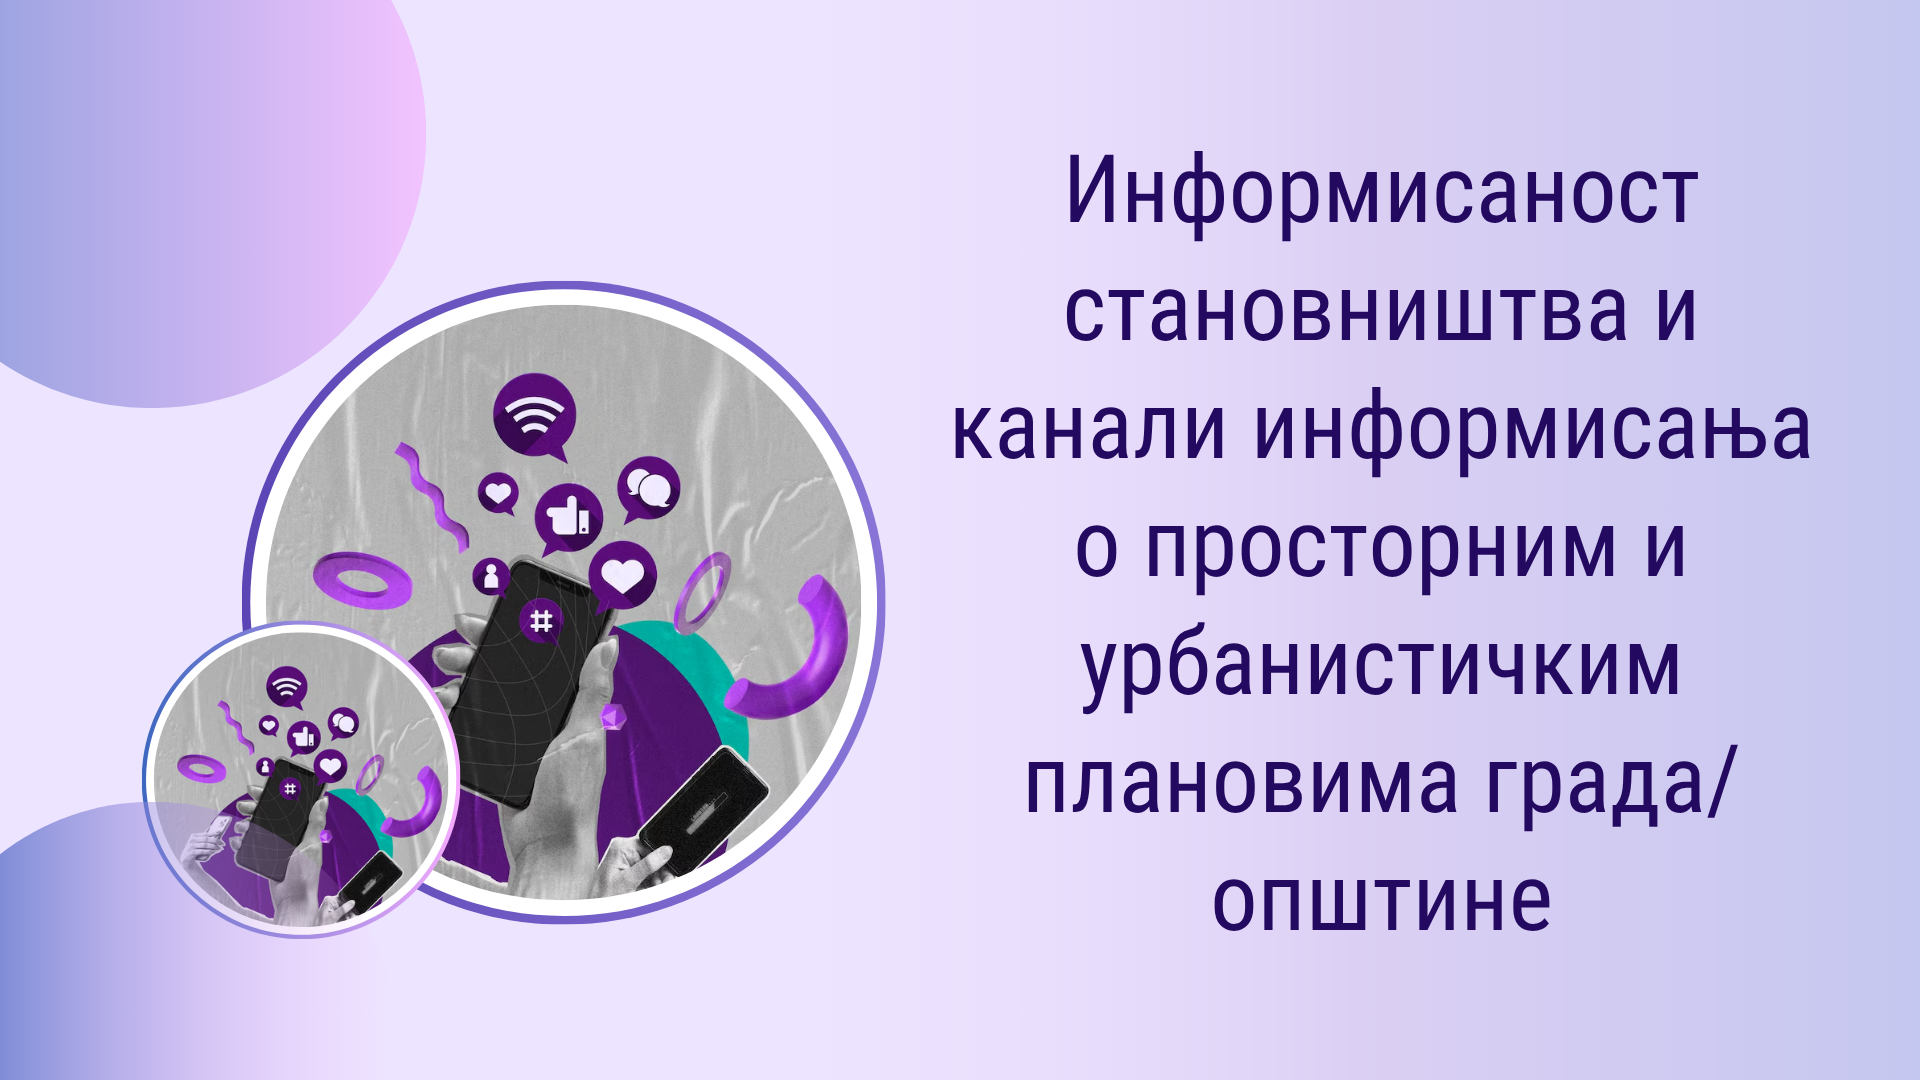 Информисаност
становништва и
канали информисања
о просторним и
урбанистичким
плановима града/
општине